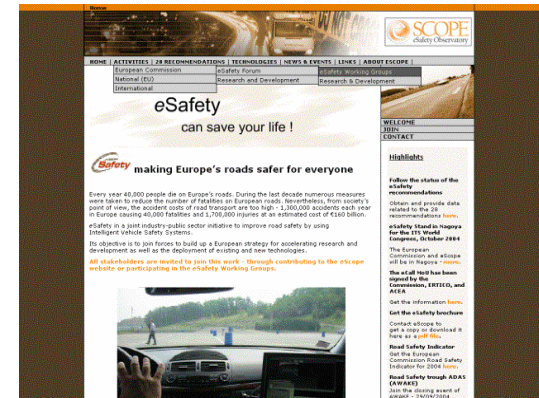 Home
SCOPE
eSafety Observatory
HOME | ACTIVITIES | 28 RECOMMENDATIONS | TECHNOLOGIES | NEWS & EVENTS | LINKS | ABOUT ESCOPE |
European Commission
eSafety Forum
eSafety Working Groups
National (EU)
Research and Development
Research & Development
International
eSafety
can save your life !
WELCOME
JOIN
CONTACT
Safety making Europe's roads safer for everyone
Every year 40,000 people die on Europe's roads. During the last decade numerous measures
were taken to reduce the number of fatalities on European roads. Nevertheless, from society's
point of view, the accident costs of road transport are too high - 1,300,000 accidents each year
in Europe causing 40,000 fatalities and 1,700,000 injuries at an estimated cost of €160 billion.
eSafety in a joint industry-public sector initiative to improve road safety by using
Intelligent Vehicle Safety Systems.
Its objective is to join forces to build up a European strategy for accelerating research and
development as well as the deployment of existing and new technologies.
All stakeholders are invited to join this work - through contributing to the eScope
website or participating in the eSafety Working Groups.
Highlights
Follow the status of the
eSafety
recommendations
Obtain and provide data
related to the 28
recommendations here.
eSafety Stand in Nagoya
for the ITS World
Congress, October 2004
The European
Commission and eScope
will be in Nagoya - more.
The eCall MoU has been
signed by the
Commission, ERTICO, and
ACEA
Get the information here.
Get the eSafety brochure
Contact eScope to
get a copy or download it
here as a pdf file.
Road Safety Indicator
Get the European
Commission Road Safety
Indicator for 2004 here.
Road Safety trough ADAS
(AWAKE)
Join the closing event of
AWAKE - 29/09/2004